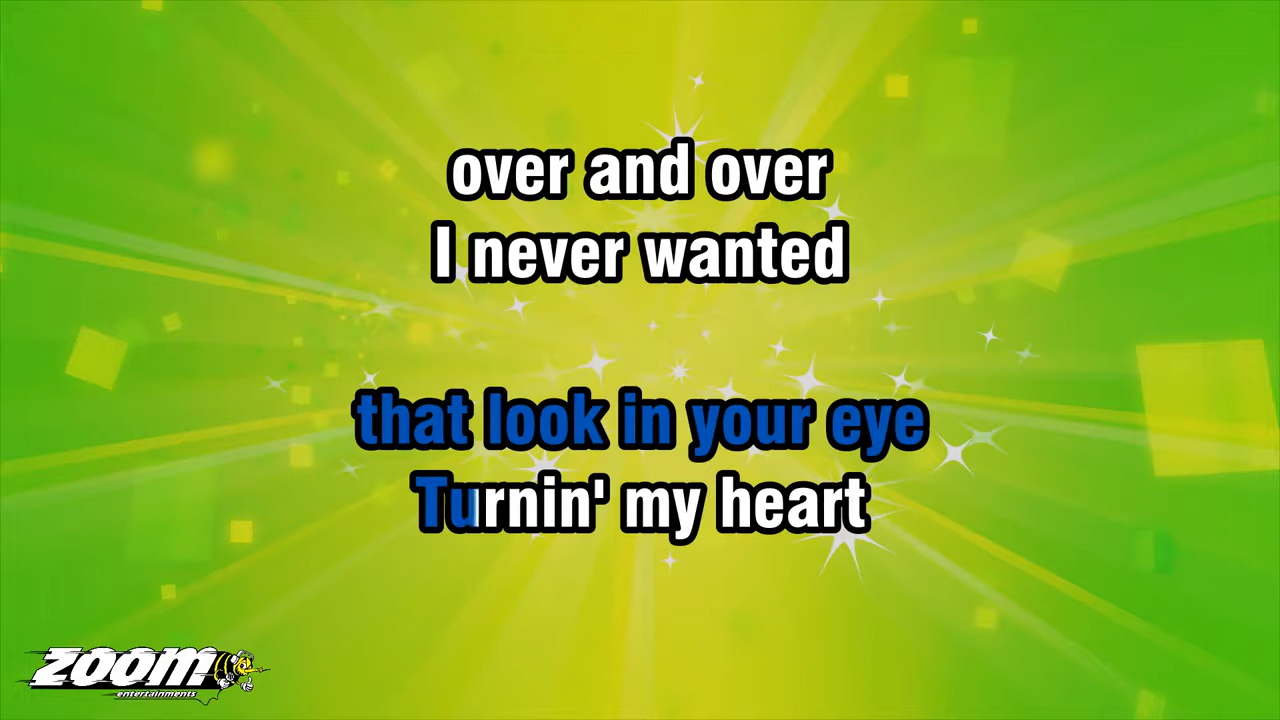 over and over
I never wanted
that look in your eye
Turnin' my heart
ZOOM
entertainments